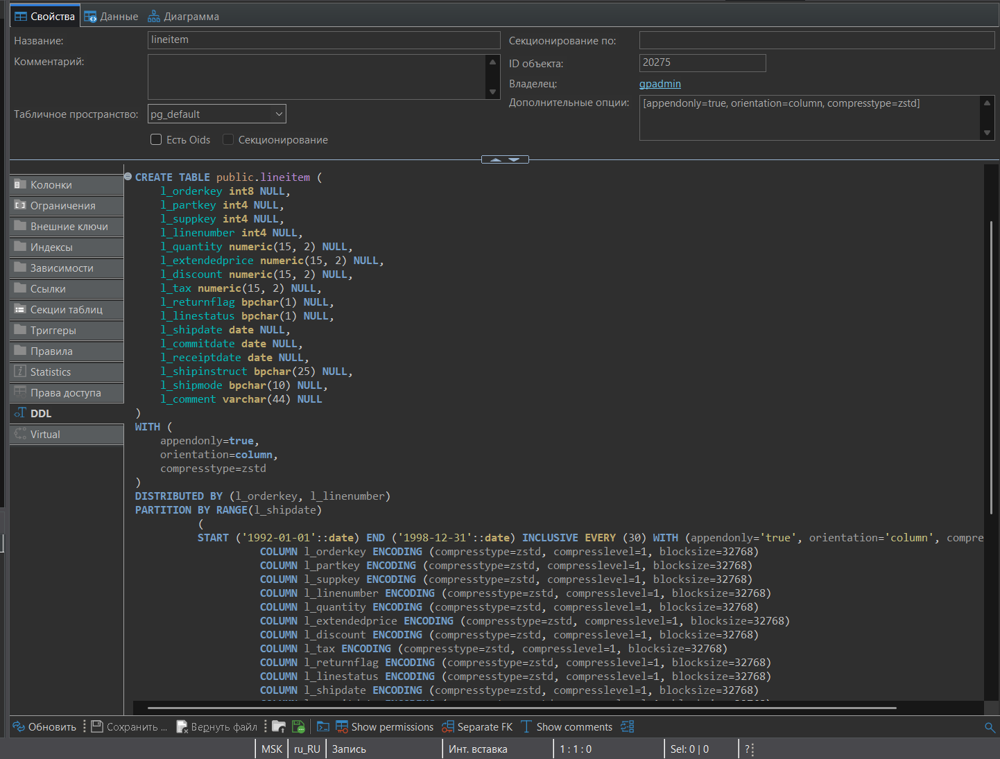 Свойства Данные Диаграмма
Название: lineitem
Комментарий:
Табличное пространство: pg_default
Есть Oids Секционирование
Секционирование по:
ID объекта: 20275
Владелец: gpadmin
Дополнительные опции: [appendonly=true, orientation=column, compresstype=zstd]
Колонки
Ограничения
Внешние ключи
Индексы
Зависимости
Ссылки
Секции таблиц
Триггеры
Правила
Statistics
Права доступа
DDL
Virtual
CREATE TABLE public.lineitem (
l_orderkey int8 NULL,
l_partkey int4 NULL,
l_suppkey int4 NULL,
l_linenumber int4 NULL,
l_quantity numeric(15, 2) NULL,
l_extendedprice numeric(15, 2) NULL,
l_discount numeric(15, 2) NULL,
l_tax numeric(15, 2) NULL,
l_returnflag bpchar(1) NULL,
l_linestatus bpchar(1) NULL,
l_shipdate date NULL,
l_commitdate date NULL,
l_receiptdate date NULL,
l_shipinstruct bpchar(25) NULL,
l_shipmode bpchar(10) NULL,
l_comment varchar(44) NULL
)
WITH (
appendonly=true,
orientation=column,
compresstype=zstd
)
DISTRIBUTED BY (l_orderkey, l_linenumber)
PARTITION BY RANGE(l_shipdate)
(
START ('1992-01-01'::date) END ('1998-12-31'::date) INCLUSIVE EVERY (30) WITH (appendonly='true', orientation='column', compre
COLUMN l_orderkey ENCODING (compresstype=zstd, compresslevel=1, blocksize=32768)
COLUMN l_partkey ENCODING (compresstype=zstd, compresslevel=1, blocksize=32768)
COLUMN l_suppkey ENCODING (compresstype=zstd, compresslevel=1, blocksize=32768)
COLUMN l_linenumber ENCODING (compresstype=zstd, compresslevel=1, blocksize=32768)
COLUMN l_quantity ENCODING (compresstype=zstd, compresslevel=1, blocksize=32768)
COLUMN l_extendedprice ENCODING (compresstype=zstd, compresslevel=1, blocksize=32768)
COLUMN l_discount ENCODING (compresstype=zstd, compresslevel=1, blocksize=32768)
COLUMN l_tax ENCODING (compresstype=zstd, compresslevel=1, blocksize=32768)
COLUMN l_returnflag ENCODING (compresstype=zstd, compresslevel=1, blocksize=32768)
COLUMN l_linestatus ENCODING (compresstype=zstd, compresslevel=1, blocksize=32768)
COLUMN l_shipdate ENCODING (compresstype=zstd, compresslevel=1, blocksize=32768)
Обновить Сохранить ... Вернуть файл Show permissions Separate FK Show comments
MSK ru_RU Запись Инт. вставка 1 : 1 : 0 Sel: 0 | 0 ?